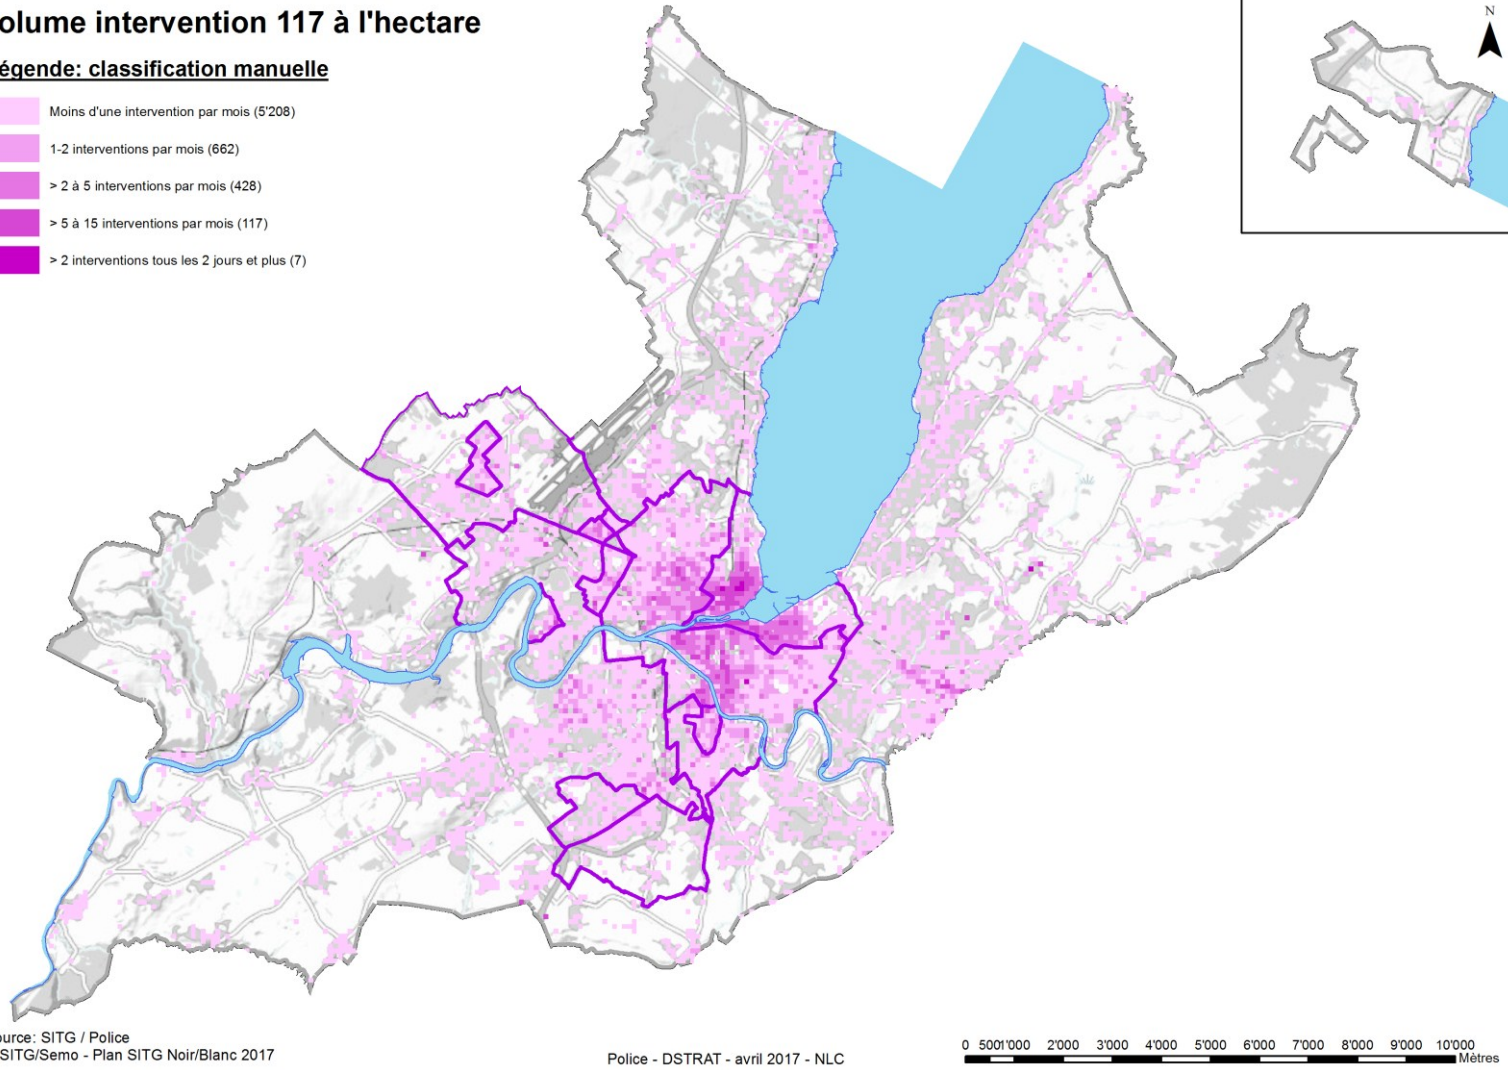 olume intervention 117 à l'hectare
égende: classification manuelle
Moins d'une intervention par mois (5'208)
1-2 interventions par mois (662)
> 2 à 5 interventions par mois (428)
> 5 à 15 interventions par mois (117)
> 2 interventions tous les 2 jours et plus (7)
N
ource: SITG / Police
SITG/Semo - Plan SITG Noir/Blanc 2017
Police - DSTRAT - avril 2017 - NLC
0 500 1'000 2'000 3'000 4'000 5'000 6'000 7'000 8'000 9'000 10'000
Mètres